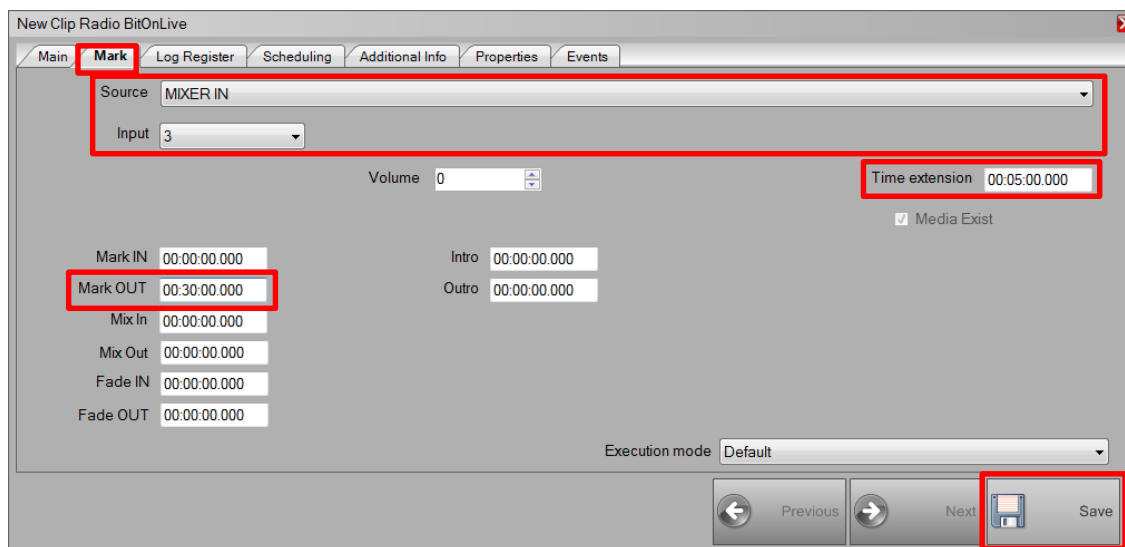 New Clip Radio BitOnLive
Main Mark Log Register Scheduling Additional Info Properties Events
Source MIXER IN
Input 3
Volume 0 Time extension 00:05:00.000
Media Exist
Mark IN 00:00:00.000 Intro 00:00:00.000
Mark OUT 00:30:00.000 Outro 00:00:00.000
Mix In 00:00:00.000
Mix Out 00:00:00.000
Fade IN 00:00:00.000
Fade OUT 00:00:00.000
Execution mode Default
Previous Next Save